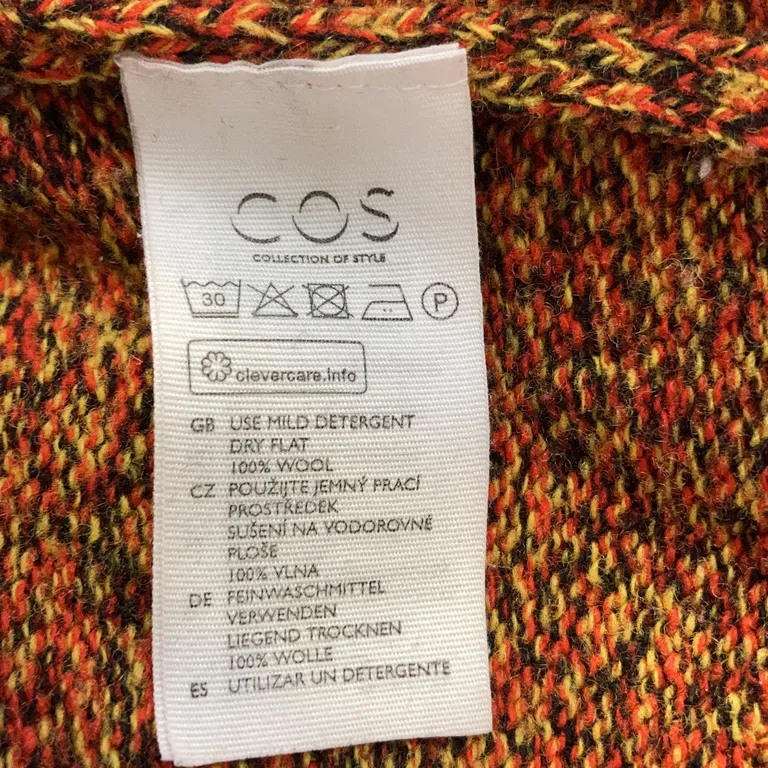 COS
COLLECTION OF STYLE
30 P
clevercare.info
GB USE MILD DETERGENT
DRY FLAT
100% WOOL
CZ POUŽIJTE JEMNÝ PRACÍ
PROSTŘEDEK
SUŠENÍ NA VODOROVNÉ
PLOŠE
100% VLNA
DE FEINWASCHMITTEL
VERWENDEN
LIEGEND TROCKNEN
100% WOLLE
ES UTILIZAR UN DETERGENTE